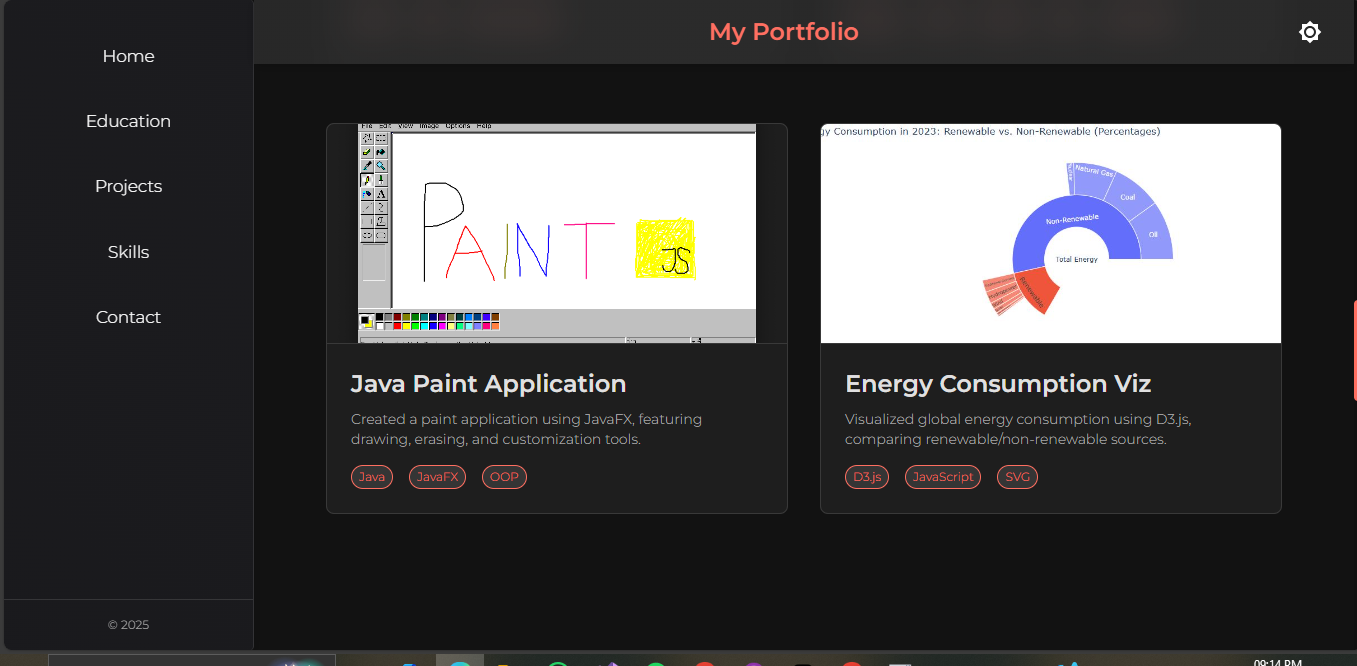 My Portfolio
Home
Education
Projects
Skills
Contact
© 2025
File Edit View Image Options Help
PAINT JS
Java Paint Application
Created a paint application using JavaFX, featuring
drawing, erasing, and customization tools.
Java JavaFX OOP
gy Consumption in 2023: Renewable vs. Non-Renewable (Percentages)
Natural Gas
Coal
Oil
Non-Renewable
Total Energy
Renewable
Energy Consumption Viz
Visualized global energy consumption using D3.js,
comparing renewable/non-renewable sources.
D3.js JavaScript SVG
09:14 PM